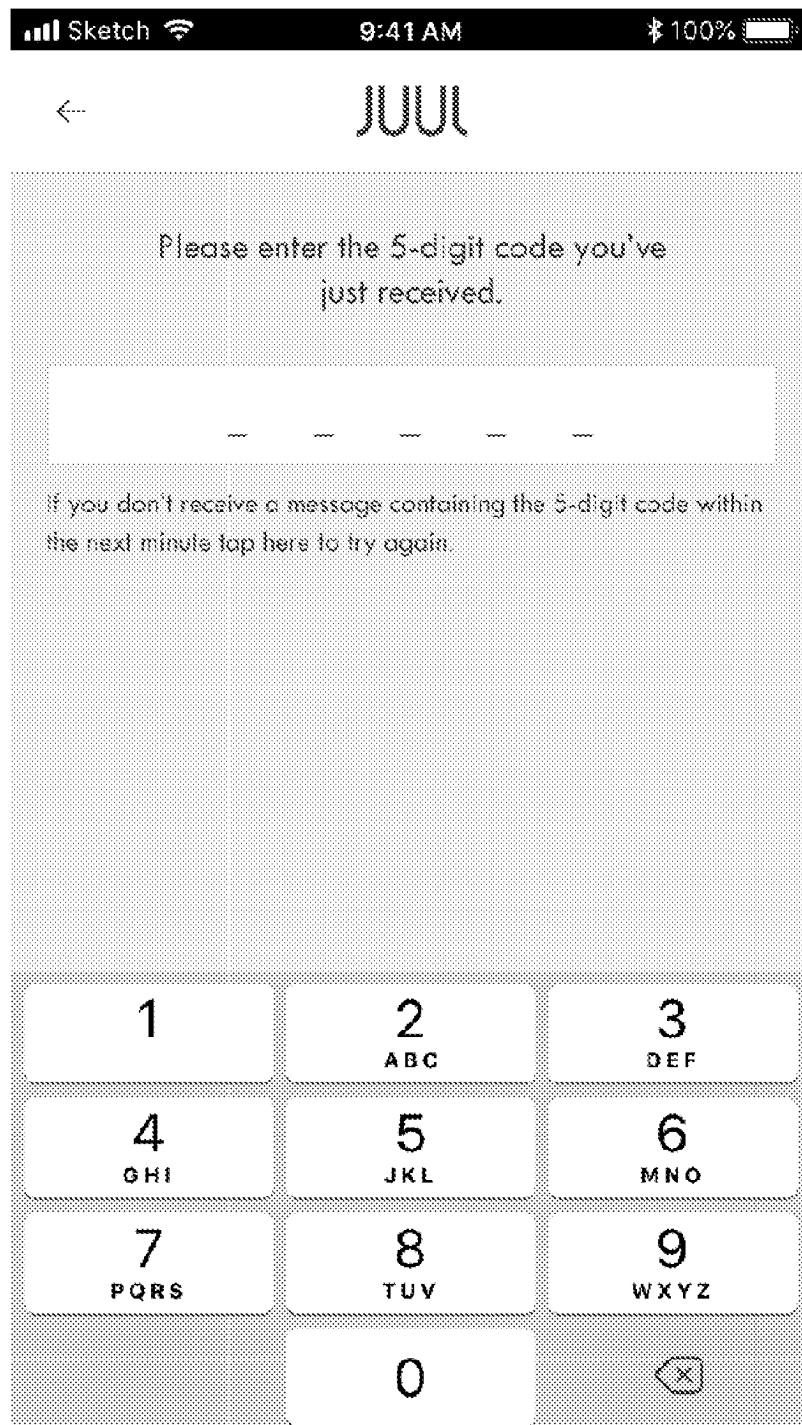 Sketch 9:41 AM 100%
JUUL
Please enter the 5-digit code you've
just received.
_ _ _ _ _
If you don't receive a message containing the 5-digit code within
the next minute tap here to try again.
1 2 3
ABC DEF
4 5 6
GHI JKL MNO
7 8 9
PQRS TUV WXYZ
0